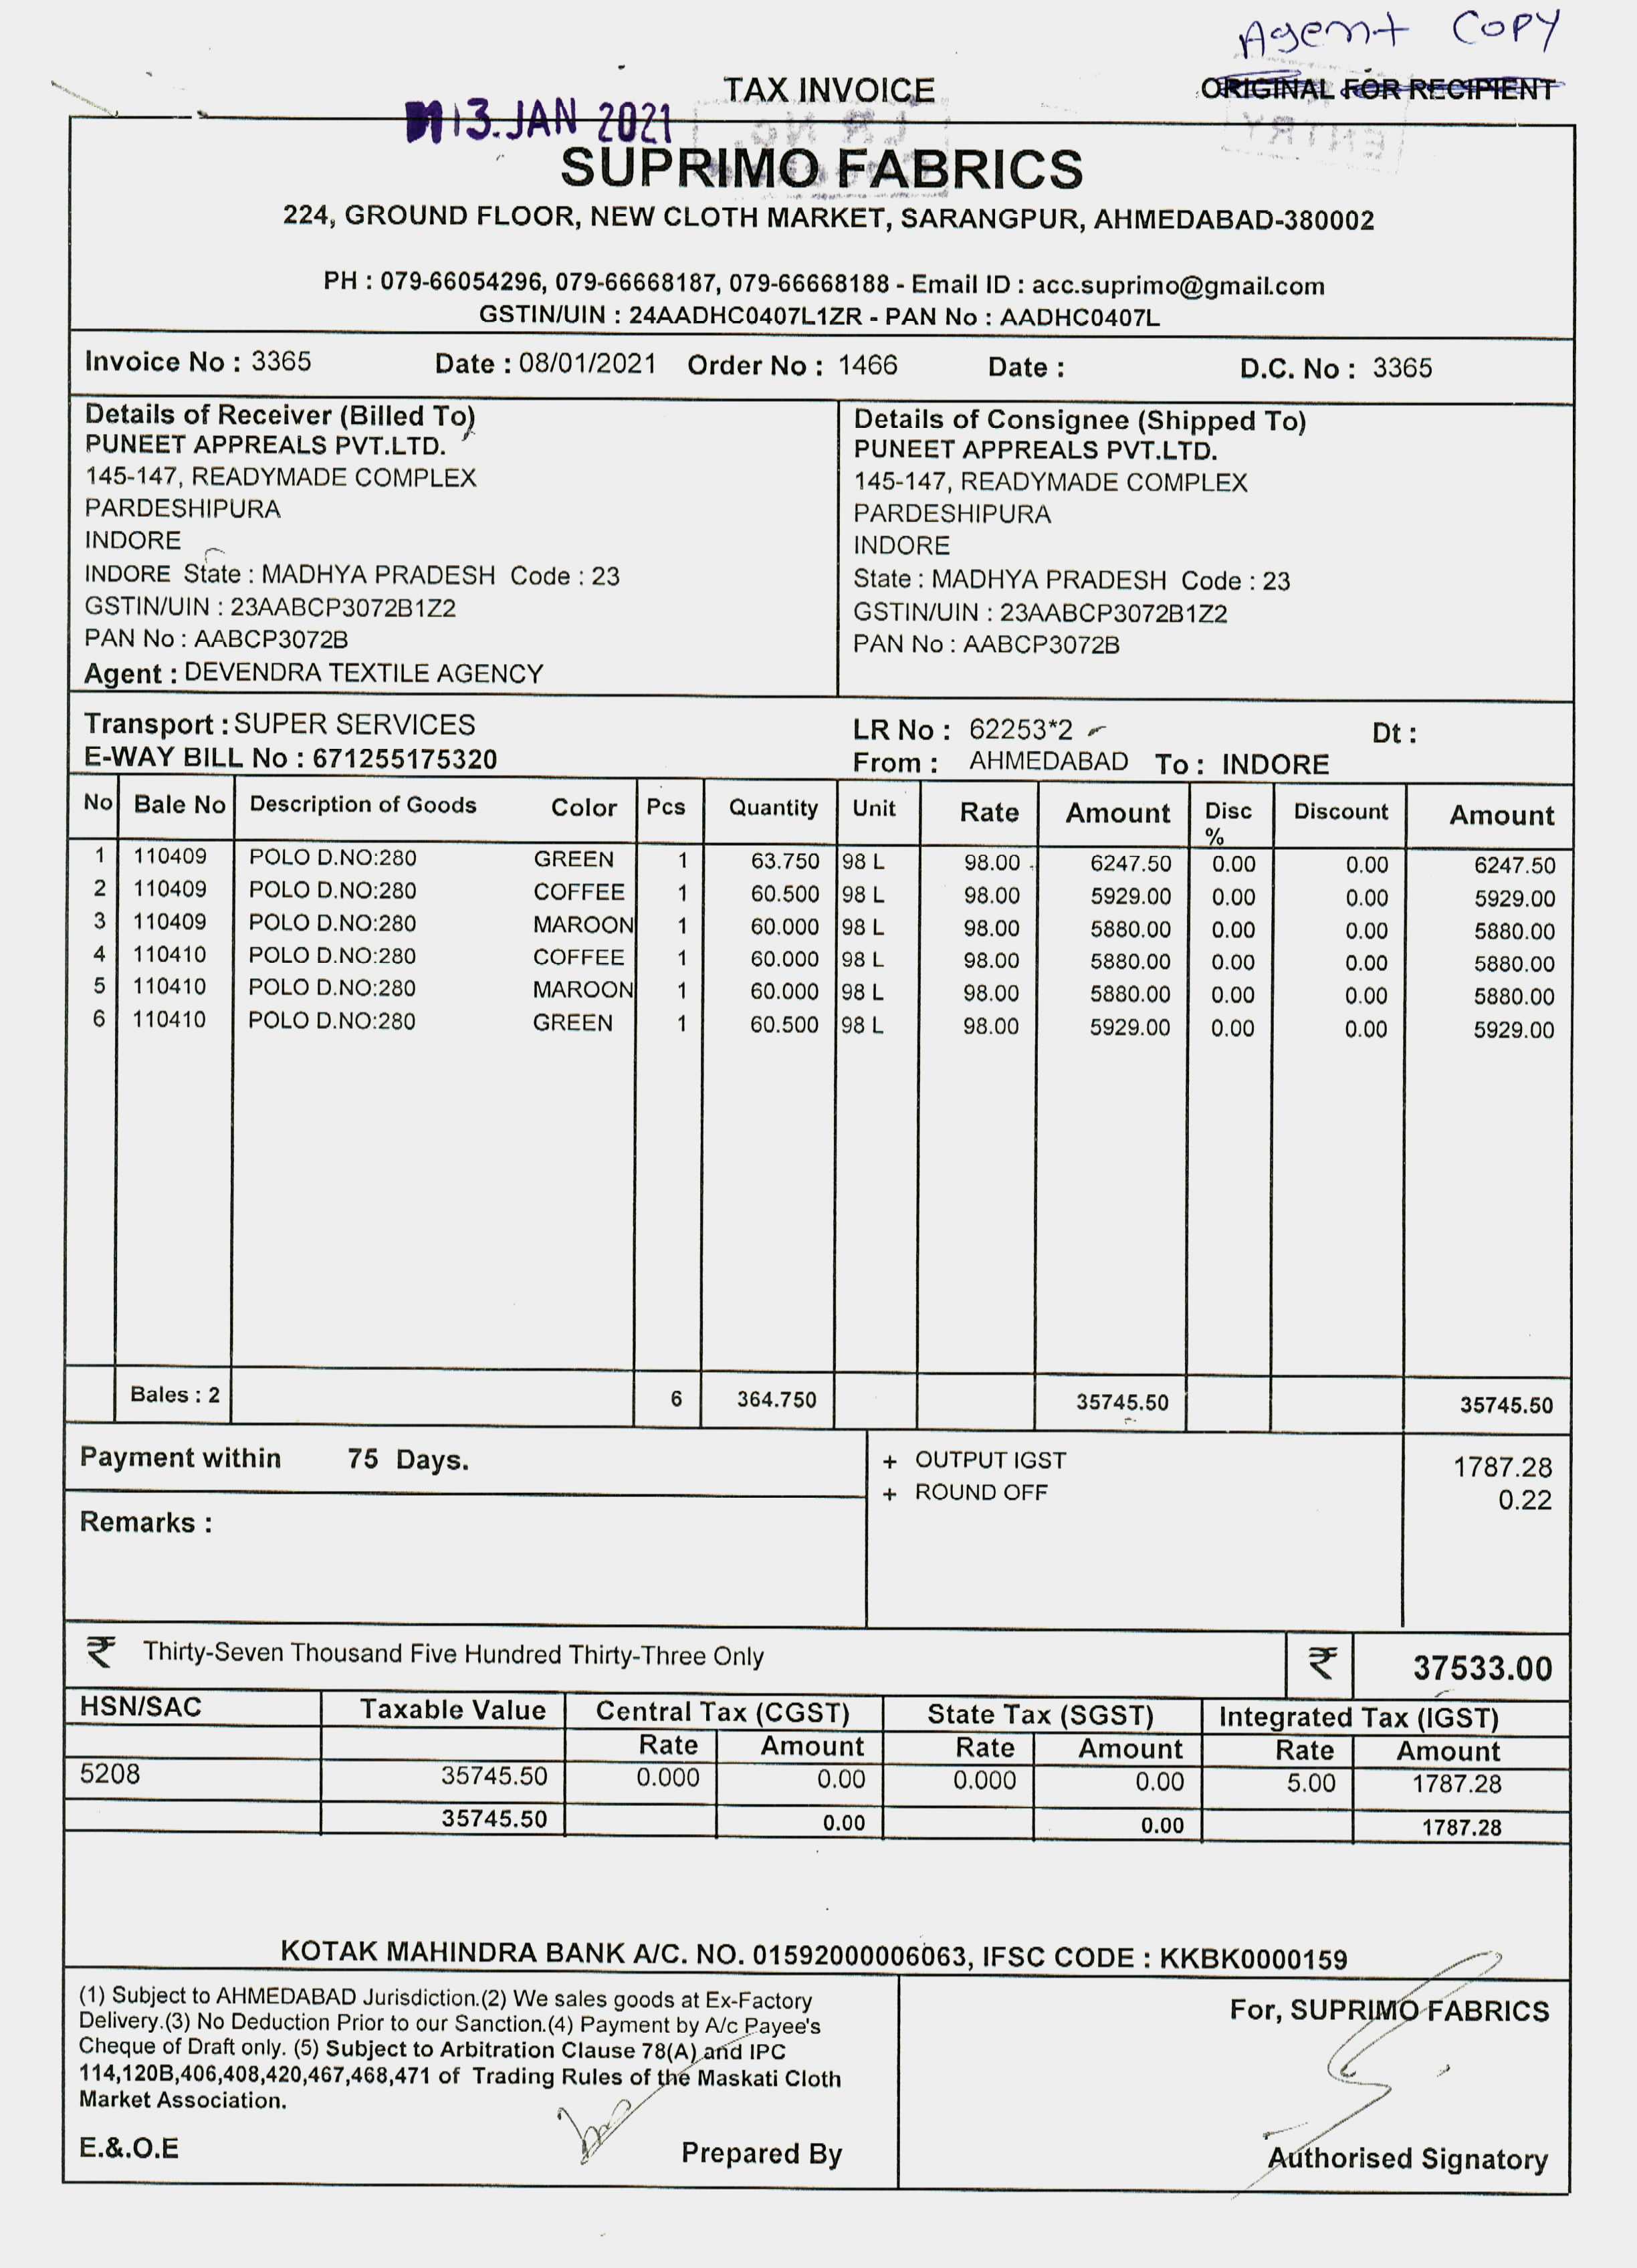 Agent COPY
TAX INVOICE ORIGINAL FOR RECIPIENT
13. JAN 2021
SUPRIMO FABRICS
224, GROUND FLOOR, NEW CLOTH MARKET, SARANGPUR, AHMEDABAD-380002
PH : 079-66054296, 079-66668187, 079-66668188 - Email ID : acc.suprimo@gmail.com
GSTIN/UIN : 24AADHC0407L1ZR - PAN No : AADHC0407L
Invoice No : 3365 Date : 08/01/2021 Order No : 1466 Date : D.C. No : 3365
Details of Receiver (Billed To)
PUNEET APPREALS PVT.LTD.
145-147, READYMADE COMPLEX
PARDESHIPURA
INDORE
INDORE State : MADHYA PRADESH Code : 23
GSTIN/UIN : 23AABCP3072B1Z2
PAN No : AABCP3072B
Agent : DEVENDRA TEXTILE AGENCY
Details of Consignee (Shipped To)
PUNEET APPREALS PVT.LTD.
145-147, READYMADE COMPLEX
PARDESHIPURA
INDORE
State : MADHYA PRADESH Code : 23
GSTIN/UIN : 23AABCP3072B1Z2
PAN No : AABCP3072B
Transport : SUPER SERVICES LR No : 62253*2 Dt :
E-WAY BILL No : 671255175320 From : AHMEDABAD To : INDORE
No Bale No Description of Goods Color Pcs Quantity Unit Rate Amount Disc % Discount Amount
1 110409 POLO D.NO:280 GREEN 1 63.750 98 L 98.00 6247.50 0.00 0.00 6247.50
2 110409 POLO D.NO:280 COFFEE 1 60.500 98 L 98.00 5929.00 0.00 0.00 5929.00
3 110409 POLO D.NO:280 MAROON 1 60.000 98 L 98.00 5880.00 0.00 0.00 5880.00
4 110410 POLO D.NO:280 COFFEE 1 60.000 98 L 98.00 5880.00 0.00 0.00 5880.00
5 110410 POLO D.NO:280 MAROON 1 60.000 98 L 98.00 5880.00 0.00 0.00 5880.00
6 110410 POLO D.NO:280 GREEN 1 60.500 98 L 98.00 5929.00 0.00 0.00 5929.00
Bales : 2 6 364.750 35745.50 35745.50
Payment within 75 Days.
+ OUTPUT IGST 1787.28
+ ROUND OFF 0.22
Remarks :
₹ Thirty-Seven Thousand Five Hundred Thirty-Three Only ₹ 37533.00
HSN/SAC Taxable Value Central Tax (CGST) State Tax (SGST) Integrated Tax (IGST)
Rate Amount Rate Amount Rate Amount
5208 35745.50 0.000 0.00 0.000 0.00 5.00 1787.28
35745.50 0.00 0.00 1787.28
KOTAK MAHINDRA BANK A/C. NO. 01592000006063, IFSC CODE : KKBK0000159
(1) Subject to AHMEDABAD Jurisdiction.(2) We sales goods at Ex-Factory
Delivery.(3) No Deduction Prior to our Sanction.(4) Payment by A/c Payee's
Cheque of Draft only. (5) Subject to Arbitration Clause 78(A) and IPC
114,120B,406,408,420,467,468,471 of Trading Rules of the Maskati Cloth
Market Association.
E.&.O.E Prepared By
For, SUPRIMO FABRICS
Authorised Signatory